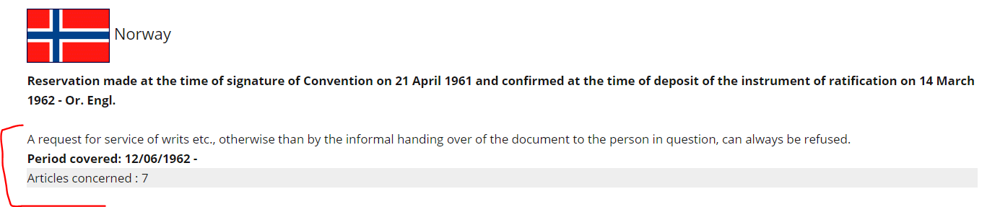 Norway
Reservation made at the time of signature of Convention on 21 April 1961 and confirmed at the time of deposit of the instrument of ratification on 14 March
1962 - Or. Engl.
A request for service of writs etc., otherwise than by the informal handing over of the document to the person in question, can always be refused.
Period covered: 12/06/1962 -
Articles concerned : 7